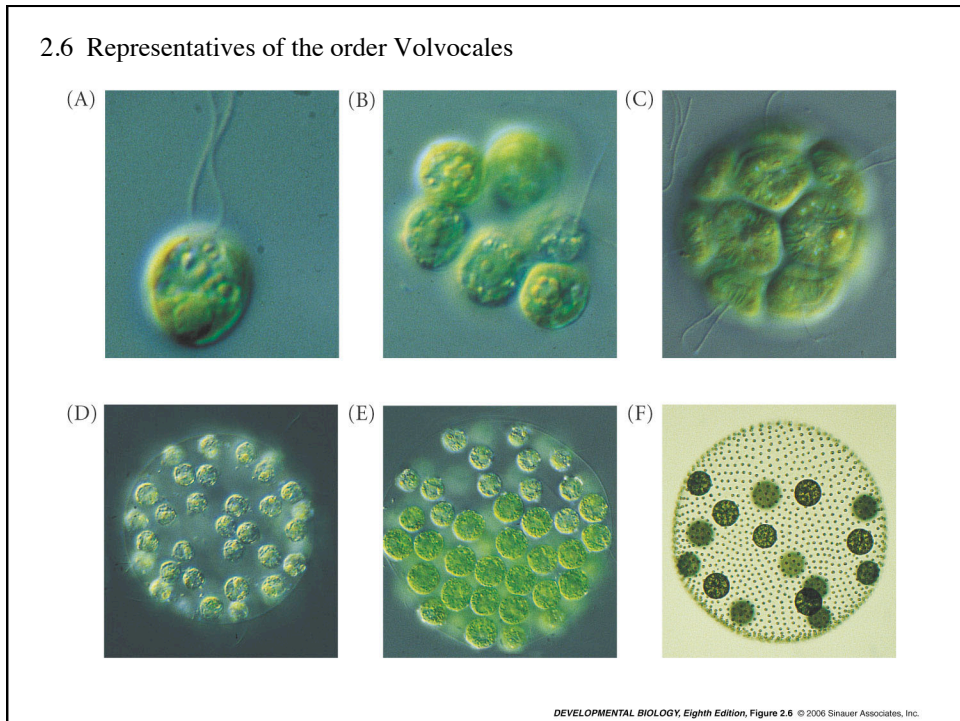 2.6 Representatives of the order Volvocales
(A)
(B)
(C)
(D)
(E)
(F)
DEVELOPMENTAL BIOLOGY, Eighth Edition, Figure 2.6 © 2006 Sinauer Associates, Inc.